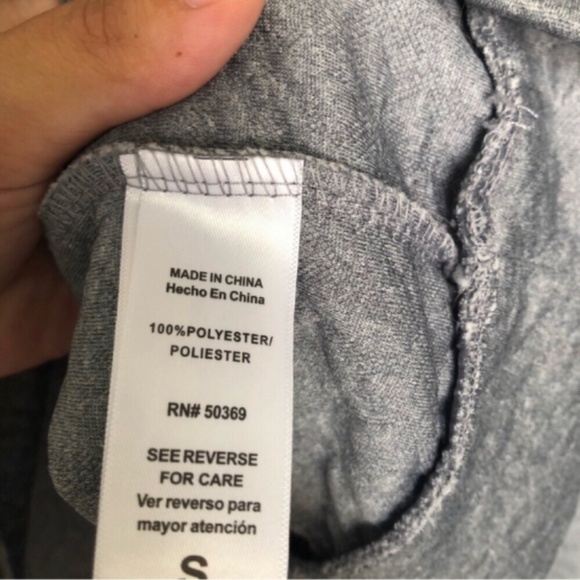 MADE IN CHINA
Hecho En China
100%POLYESTER/
POLIESTER
RN# 50369
SEE REVERSE
FOR CARE
Ver reverso para
mayor atención
S